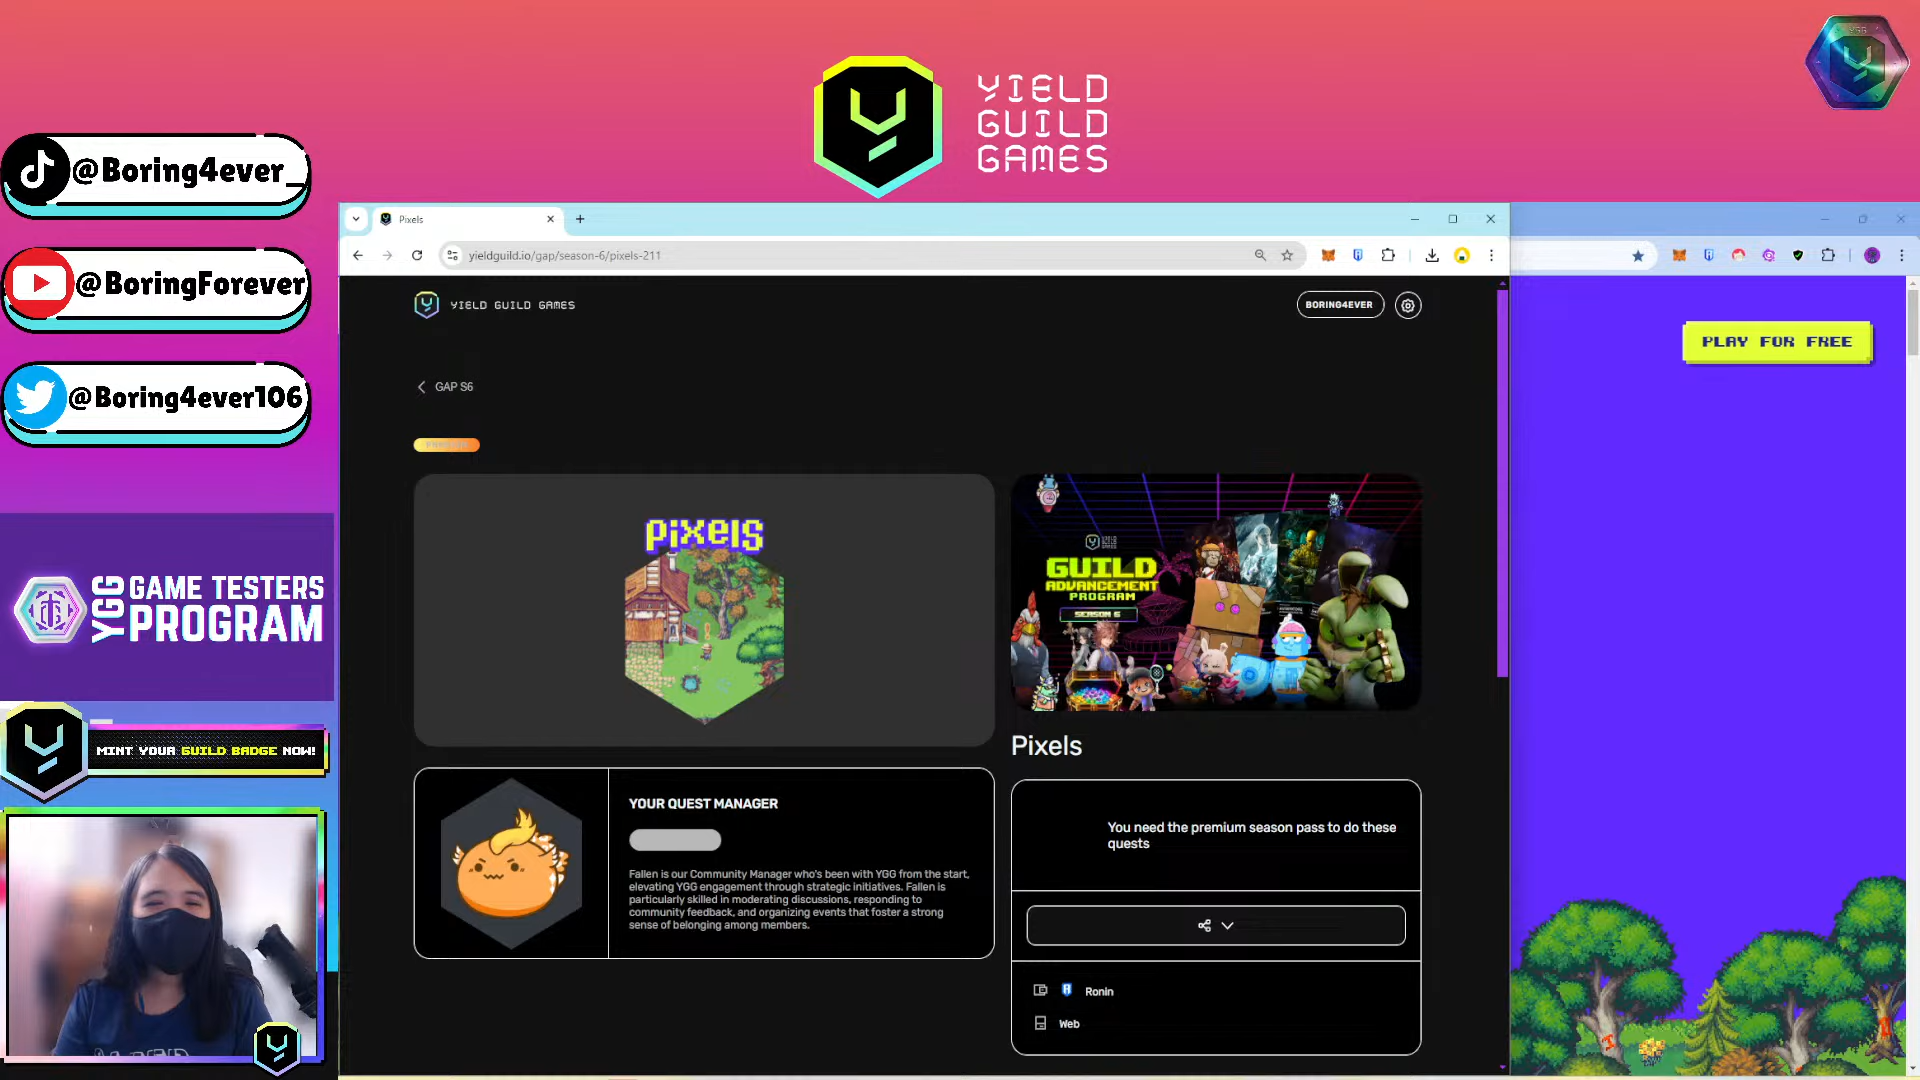 YIELD
GUILD
GAMES
@Boring4ever_
@BoringForever
@Boring4ever106
YGG
GAME TESTERS
PROGRAM
MINT YOUR GUILD BADGE NOW!
Pixels
yieldguild.io/gap/season-6/pixels-211
YIELD GUILD GAMES
BORING4EVER
GAP S6
pixels
GUILD
ADVANCEMENT
PROGRAM
SEASON 6
Pixels
YOUR QUEST MANAGER
Fallen is our Community Manager who's been with YGG from the start,
elevating YGG engagement through strategic initiatives. Fallen is
particularly skilled in moderating discussions, responding to
community feedback, and organizing events that foster a strong
sense of belonging among members.
You need the premium season pass to do these
quests
Ronin
Web
PLAY FOR FREE